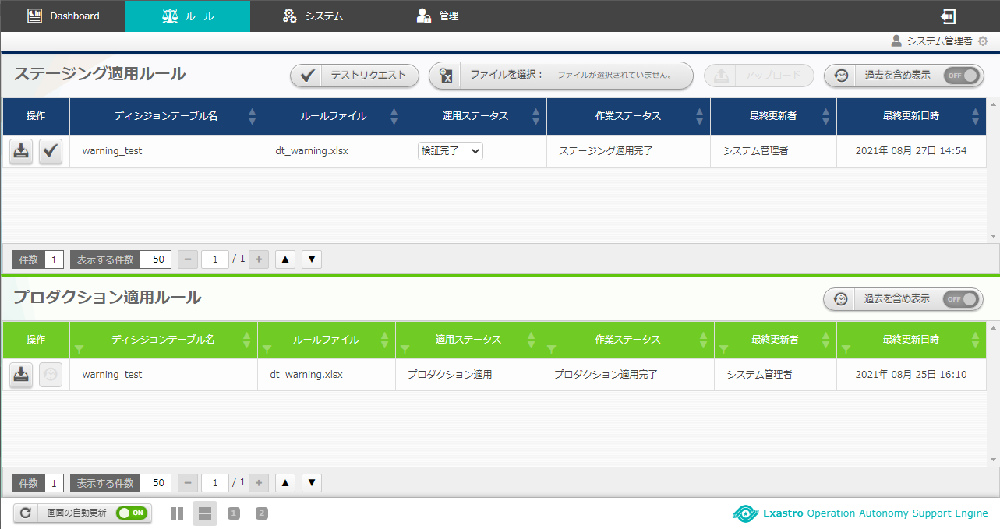 Dashboard ルール システム 管理
システム管理者
ステージング適用ルール テストリクエスト ファイルを選択： ファイルが選択されていません。 アップロード 過去を含め表示 OFF
操作 ディシジョンテーブル名 ルールファイル 運用ステータス 作業ステータス 最終更新者 最終更新日時
warning_test dt_warning.xlsx 検証完了 ステージング適用完了 システム管理者 2021年 08月 27日 14:54
件数 1 表示する件数 50 － 1 / 1 + ▲ ▼
プロダクション適用ルール 過去を含め表示 OFF
操作 ディシジョンテーブル名 ルールファイル 適用ステータス 作業ステータス 最終更新者 最終更新日時
warning_test dt_warning.xlsx プロダクション適用 プロダクション適用完了 システム管理者 2021年 08月 25日 16:10
件数 1 表示する件数 50 － 1 / 1 + ▲ ▼
画面の自動更新 ON 1 2 Exastro Operation Autonomy Support Engine